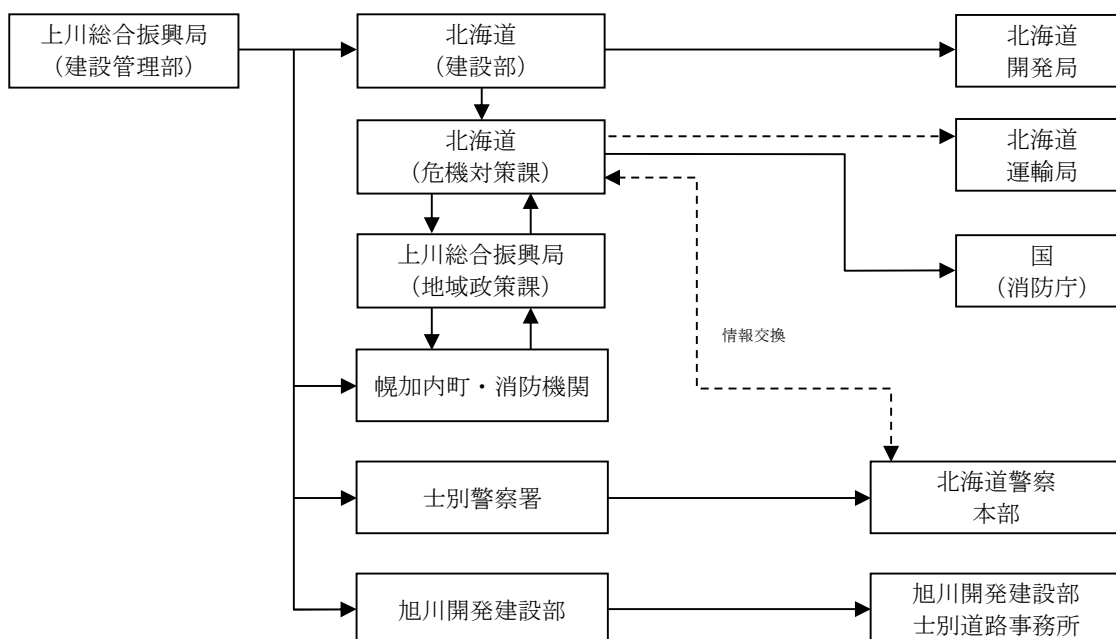 上川総合振興局
（建設管理部）
北海道
（建設部）
北海道
開発局
北海道
（危機対策課）
北海道
運輸局
上川総合振興局
（地域政策課）
国
（消防庁）
情報交換
幌加内町・消防機関
士別警察署
北海道警察
本部
旭川開発建設部
旭川開発建設部
士別道路事務所